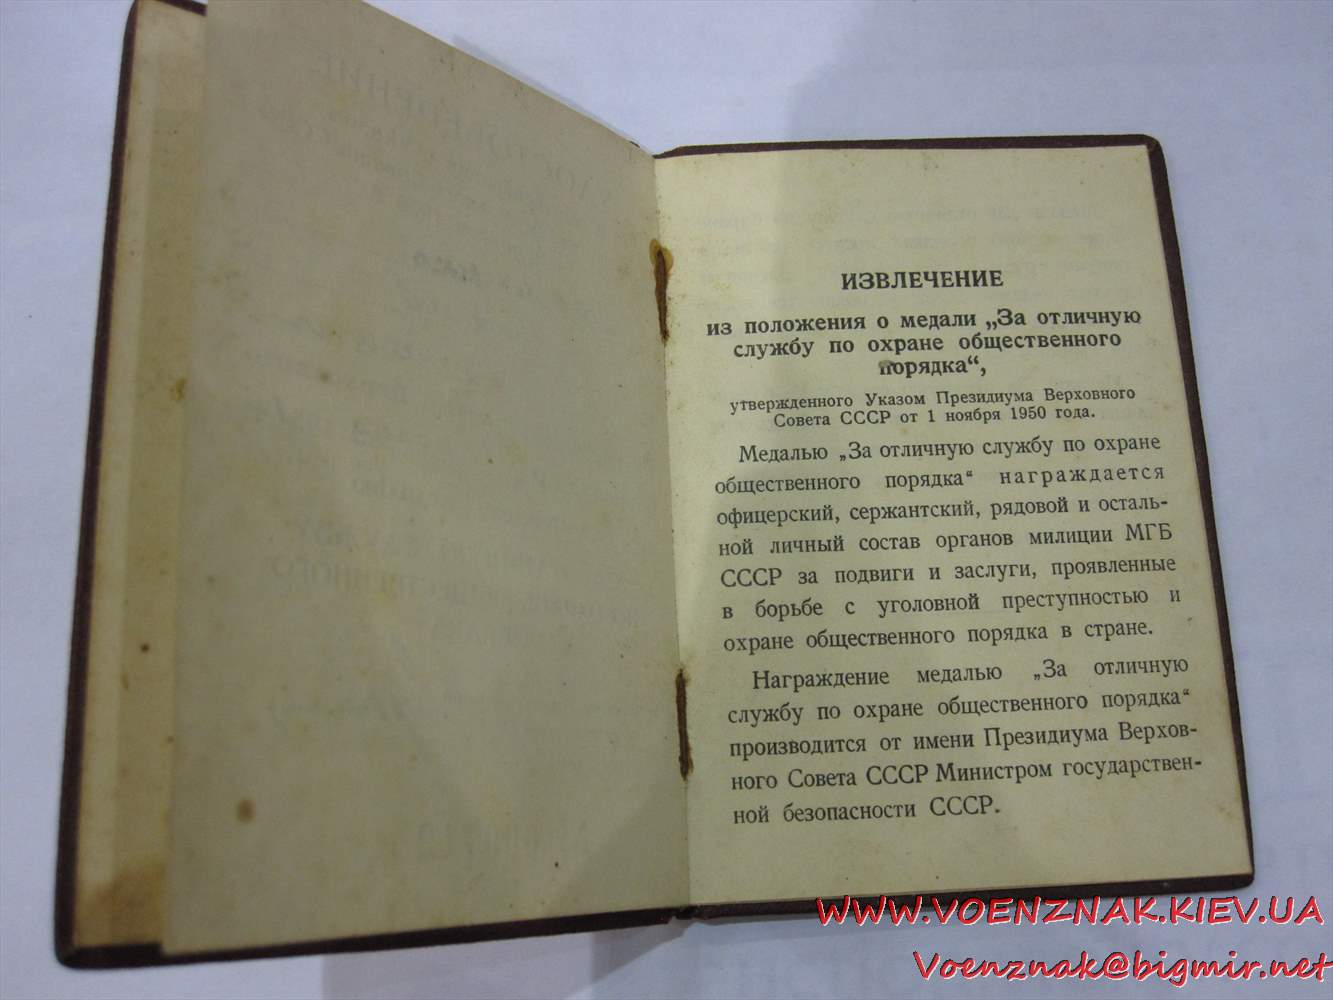 ИЗВЛЕЧЕНИЕ
из положения о медали „За отличную
службу по охране общественного
порядка“,
утвержденного Указом Президиума Верховного
Совета СССР от 1 ноября 1950 года.
Медалью „За отличную службу по охране
общественного порядка“ награждается
офицерский, сержантский, рядовой и осталь-
ной личный состав органов милиции МГБ
СССР за подвиги и заслуги, проявленные
в борьбе с уголовной преступностью и
охране общественного порядка в стране.
Награждение медалью „За отличную
службу по охране общественного порядка“
производится от имени Президиума Верхов-
ного Совета СССР Министром государствен-
ной безопасности СССР.
WWW.VOENZNAK.KIEV.UA
Voenznak@bigmir.net